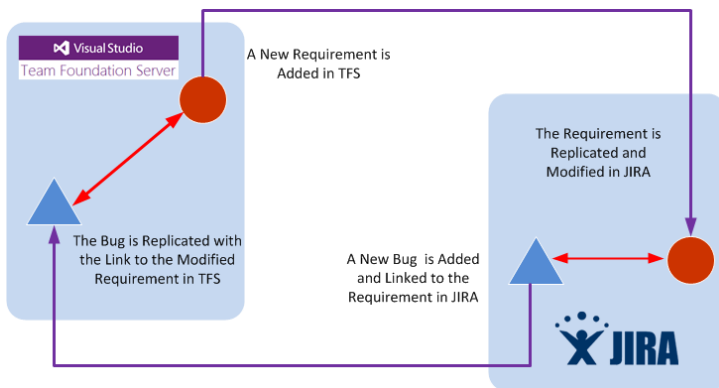 Visual Studio
Team Foundation Server
A New Requirement is
Added in TFS
The Requirement is
Replicated and
Modified in JIRA
The Bug is Replicated with
the Link to the Modified
Requirement in TFS
A New Bug is Added
and Linked to the
Requirement in JIRA
JIRA